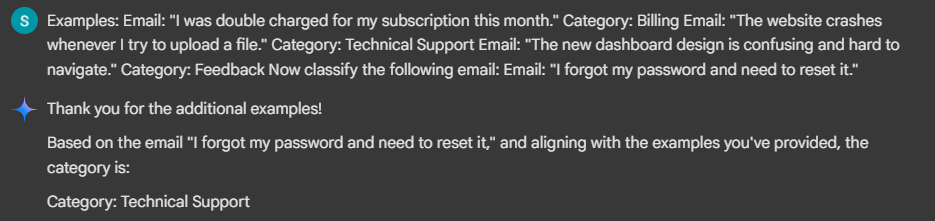 S
Examples: Email: "I was double charged for my subscription this month." Category: Billing Email: "The website crashes
whenever I try to upload a file." Category: Technical Support Email: "The new dashboard design is confusing and hard to
navigate." Category: Feedback Now classify the following email: Email: "I forgot my password and need to reset it."
Thank you for the additional examples!
Based on the email "I forgot my password and need to reset it," and aligning with the examples you've provided, the
category is:
Category: Technical Support